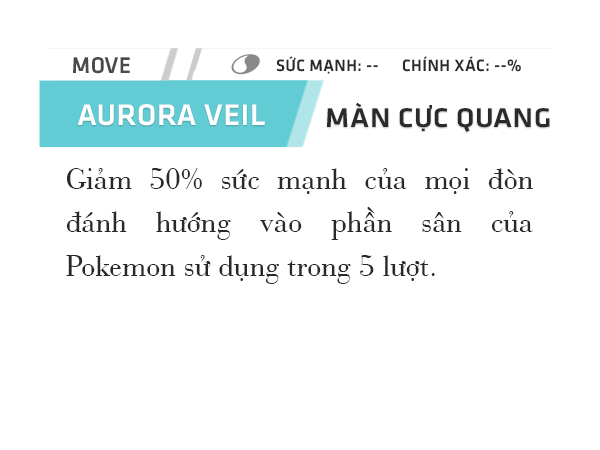 MOVE SỨC MẠNH: -- CHÍNH XÁC: --%
AURORA VEIL MÀN CỰC QUANG
Giảm 50% sức mạnh của mọi đòn
đánh hướng vào phần sân của
Pokemon sử dụng trong 5 lượt.